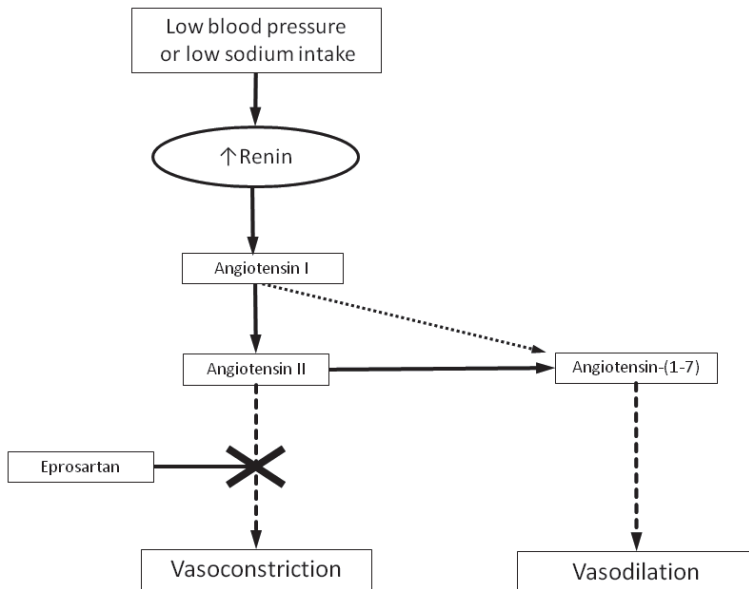 Low blood pressure
or low sodium intake
↑Renin
Angiotensin I
Angiotensin II
Angiotensin-(1-7)
Eprosartan
Vasoconstriction
Vasodilation